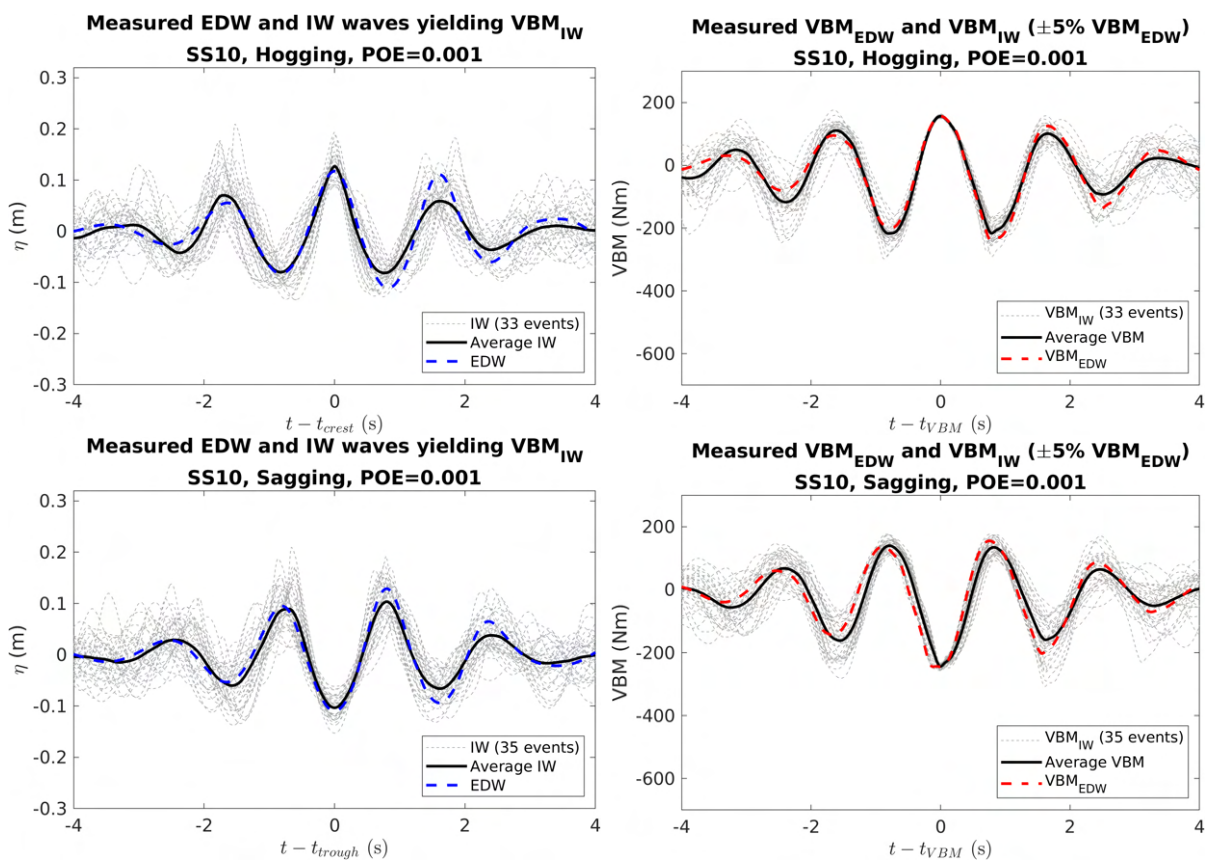 Measured EDW and IW waves yielding VBM_IW
SS10, Hogging, POE=0.001
0.3
0.2
0.1
0
-0.1
-0.2
-0.3
η (m)
IW (33 events)
Average IW
EDW
-4 -2 0 2 4
t − t_crest (s)
Measured VBM_EDW and VBM_IW (±5% VBM_EDW)
SS10, Hogging, POE=0.001
200
0
-200
-400
-600
VBM (Nm)
VBM_IW (33 events)
Average VBM
VBM_EDW
-4 -2 0 2 4
t − t_VBM (s)
Measured EDW and IW waves yielding VBM_IW
SS10, Sagging, POE=0.001
0.3
0.2
0.1
0
-0.1
-0.2
-0.3
η (m)
IW (35 events)
Average IW
EDW
-4 -2 0 2 4
t − t_trough (s)
Measured VBM_EDW and VBM_IW (±5% VBM_EDW)
SS10, Sagging, POE=0.001
200
0
-200
-400
-600
VBM (Nm)
VBM_IW (35 events)
Average VBM
VBM_EDW
-4 -2 0 2 4
t − t_VBM (s)